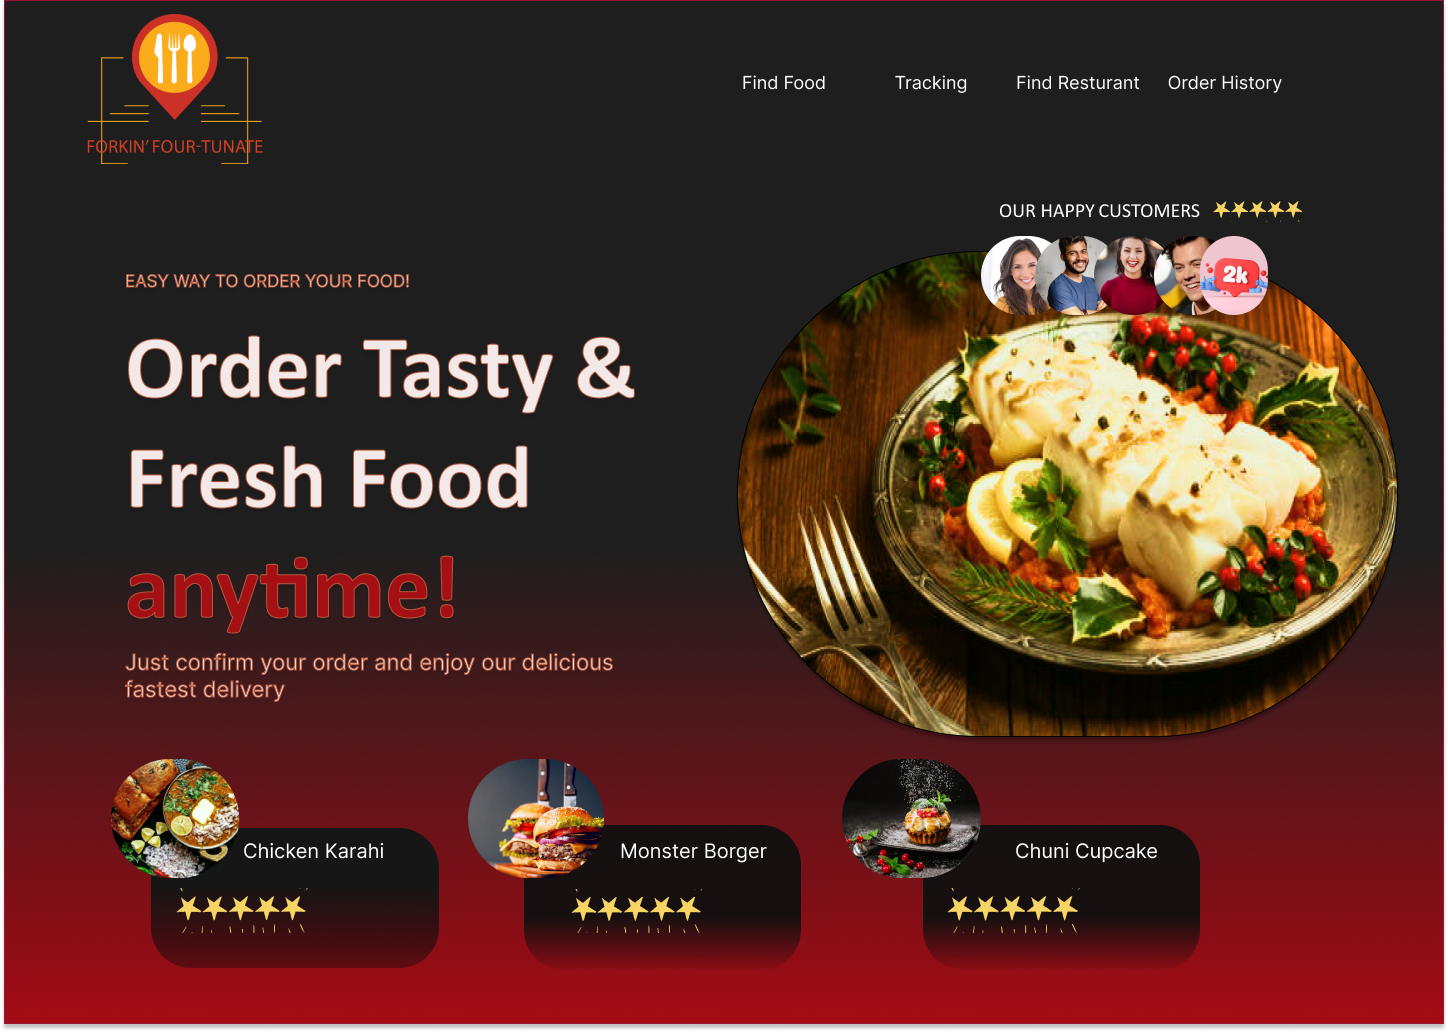 FORKIN' FOUR-TUNATE
Find Food
Tracking
Find Resturant
Order History
OUR HAPPY CUSTOMERS
2k
EASY WAY TO ORDER YOUR FOOD!
Order Tasty &
Fresh Food
anytime!
Just confirm your order and enjoy our delicious
fastest delivery
Chicken Karahi
Monster Borger
Chuni Cupcake